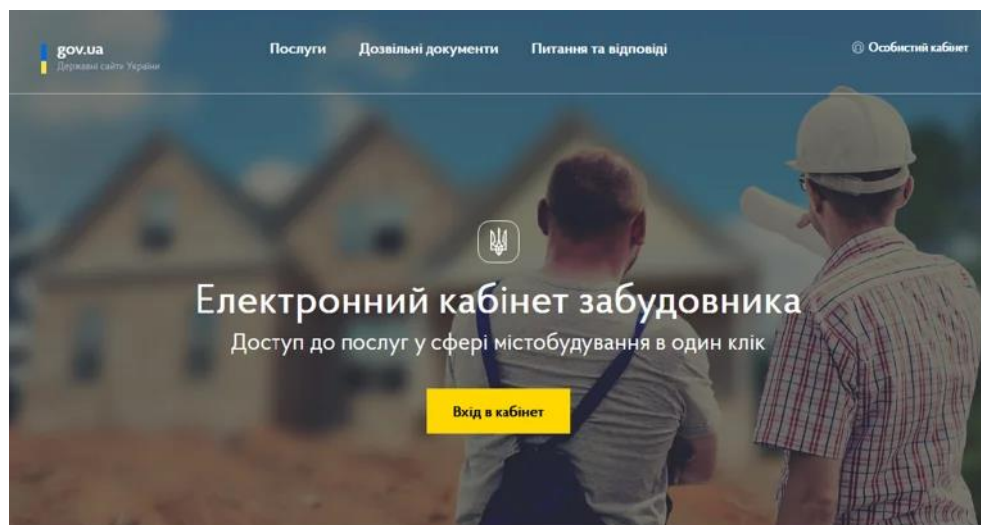 gov.ua
Державні сайти України
Послуги
Дозвільні документи
Питання та відповіді
Особистий кабінет
Електронний кабінет забудовника
Доступ до послуг у сфері містобудування в один клік
Вхід в кабінет